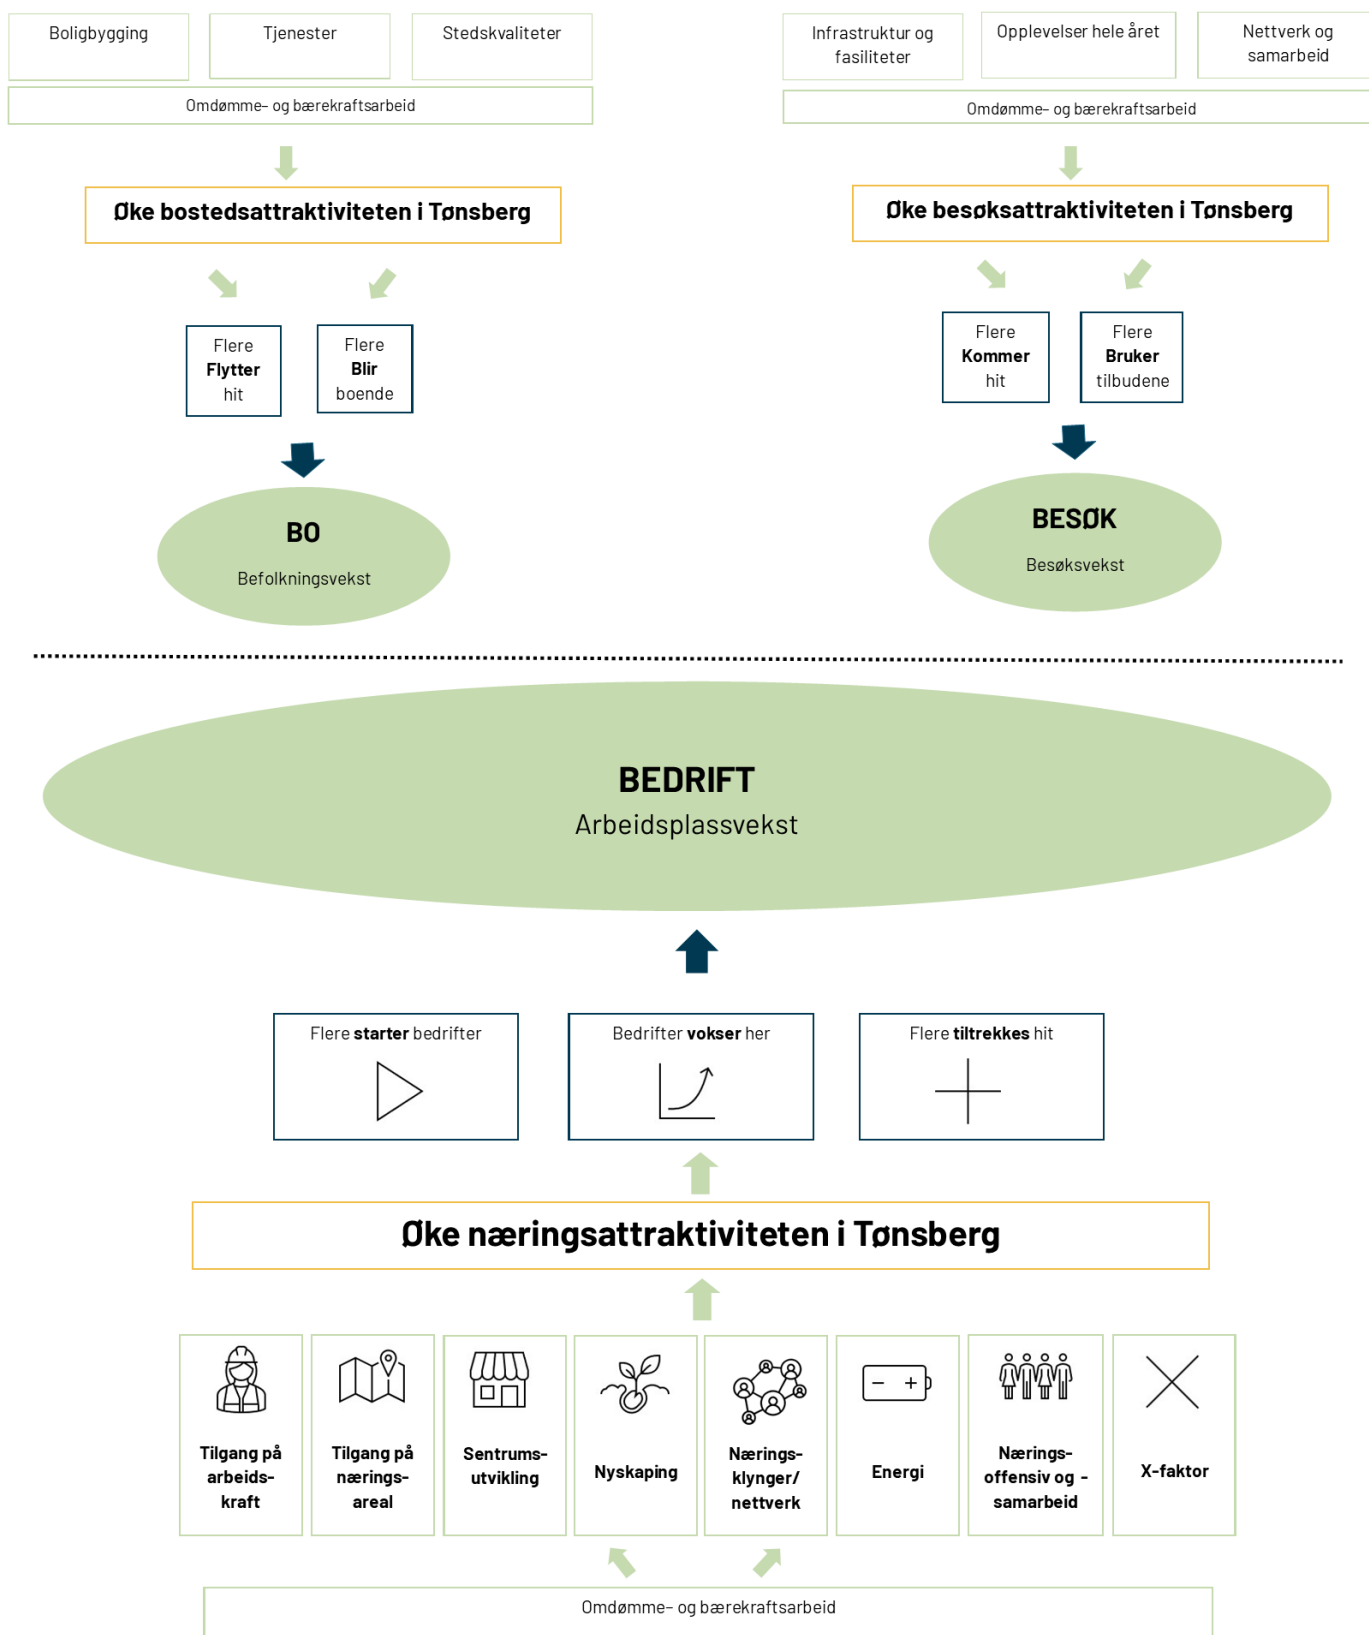 Boligbygging
Tjenester
Stedskvaliteter
Omdømme- og bærekraftsarbeid
Øke bostedsattraktiviteten i Tønsberg
Flere
Flytter
hit
Flere
Blir
boende
BO
Befolkningsvekst
Infrastruktur og
fasiliteter
Opplevelser hele året
Nettverk og
samarbeid
Omdømme- og bærekraftsarbeid
Øke besøksattraktiviteten i Tønsberg
Flere
Kommer
hit
Flere
Bruker
tilbudene
BESØK
Besøksvekst
BEDRIFT
Arbeidsplassvekst
Flere starter bedrifter
Bedrifter vokser her
Flere tiltrekkes hit
Øke næringsattraktiviteten i Tønsberg
Tilgang på
arbeids-
kraft
Tilgang på
nærings-
areal
Sentrums-
utvikling
Nyskaping
Nærings-
klynger/
nettverk
Energi
Nærings-
offensiv og -
samarbeid
X-faktor
Omdømme- og bærekraftsarbeid